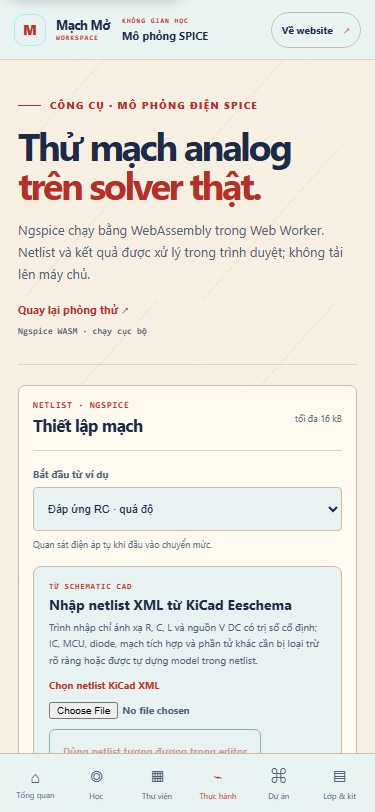 M
Mạch Mở
WORKSPACE
KHÔNG GIAN HỌC
Mô phỏng SPICE
Về website ↗
CÔNG CỤ · MÔ PHỎNG ĐIỆN SPICE
Thử mạch analog
trên solver thật.
Ngspice chạy bằng WebAssembly trong Web Worker.
Netlist và kết quả được xử lý trong trình duyệt; không tải
lên máy chủ.
Quay lại phòng thử ↗
Ngspice WASM · chạy cục bộ
NETLIST · NGSPICE
Thiết lập mạch
tối đa 16 kB
Bắt đầu từ ví dụ
Đáp ứng RC · quá độ
Quan sát điện áp tụ khi đầu vào chuyển mức.
TỪ SCHEMATIC CAD
Nhập netlist XML từ KiCad Eeschema
Trình nhập chỉ ánh xạ R, C, L và nguồn V DC có trị số cố định;
IC, MCU, diode, mạch tích hợp và phần tử khác cần bị loại trừ
rõ ràng hoặc được tự dựng model trong netlist.
Chọn netlist KiCad XML
Choose File No file chosen
Dùng netlist tương đương trong editor
Tổng quan
Học
Thư viện
Thực hành
Dự án
Lớp & kit